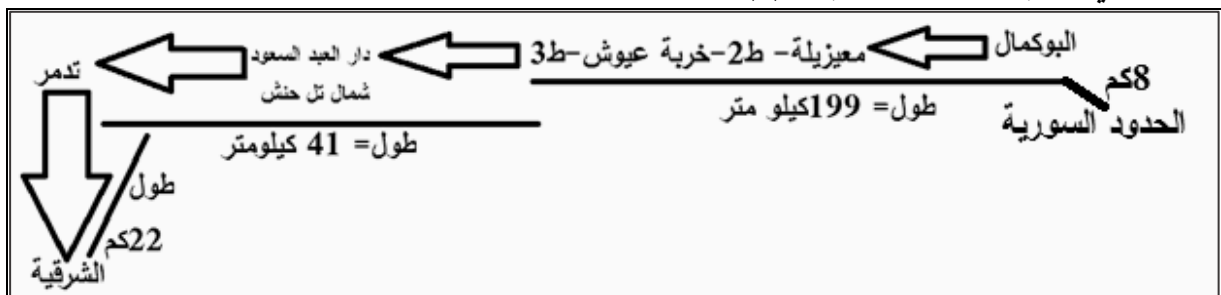 البوكمال
معيزيلة- ط2-خربة عيوش-ط3
دار العبد السعود
شمال تل حنش
تدمر
8كم
الحدود السورية
طول= 199كيلو متر
طول= 41 كيلومتر
طول
22كم
الشرقية